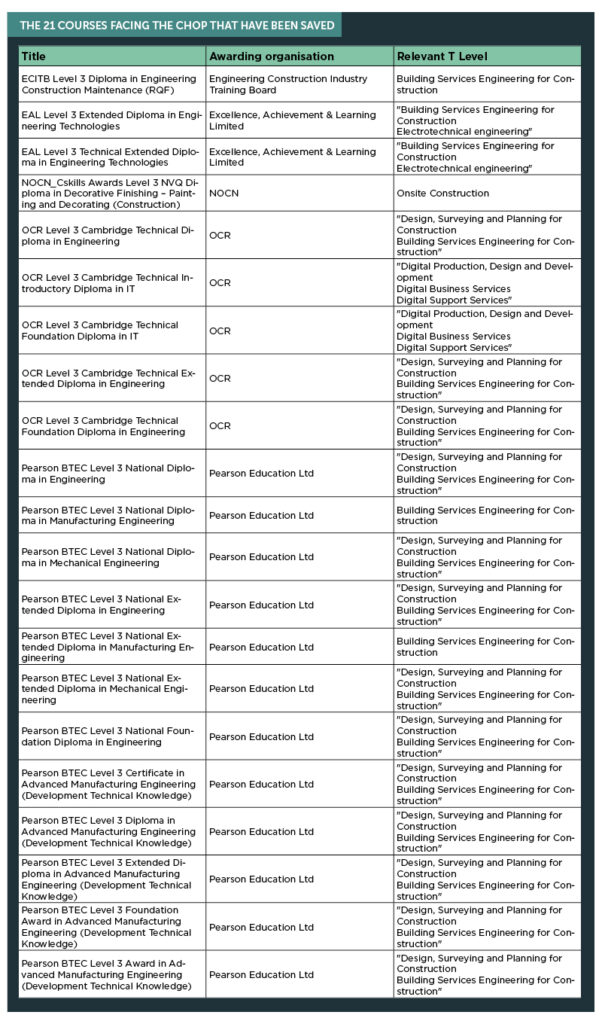 THE 21 COURSES FACING THE CHOP THAT HAVE BEEN SAVED
Title Awarding organisation Relevant T Level
ECITB Level 3 Diploma in Engineering
Construction Maintenance (RQF)
Engineering Construction Industry
Training Board
Building Services Engineering for Con-
struction
EAL Level 3 Extended Diploma in Engi-
neering Technologies
Excellence, Achievement & Learning
Limited
"Building Services Engineering for
Construction
Electrotechnical engineering"
EAL Level 3 Technical Extended Diplo-
ma in Engineering Technologies
Excellence, Achievement & Learning
Limited
"Building Services Engineering for
Construction
Electrotechnical engineering"
NOCN_Cskills Awards Level 3 NVQ Di-
ploma in Decorative Finishing – Paint-
ing and Decorating (Construction)
NOCN
Onsite Construction
OCR Level 3 Cambridge Technical Di-
ploma in Engineering
OCR
"Design, Surveying and Planning for
Construction
Building Services Engineering for Con-
struction"
OCR Level 3 Cambridge Technical In-
troductory Diploma in IT
OCR
"Digital Production, Design and Devel-
opment
Digital Business Services
Digital Support Services"
OCR Level 3 Cambridge Technical
Foundation Diploma in IT
OCR
"Digital Production, Design and Devel-
opment
Digital Business Services
Digital Support Services"
OCR Level 3 Cambridge Technical Ex-
tended Diploma in Engineering
OCR
"Design, Surveying and Planning for
Construction
Building Services Engineering for Con-
struction"
OCR Level 3 Cambridge Technical
Foundation Diploma in Engineering
OCR
"Design, Surveying and Planning for
Construction
Building Services Engineering for Con-
struction"
Pearson BTEC Level 3 National Diplo-
ma in Engineering
Pearson Education Ltd
"Design, Surveying and Planning for
Construction
Building Services Engineering for Con-
struction"
Pearson BTEC Level 3 National Diplo-
ma in Manufacturing Engineering
Pearson Education Ltd
Building Services Engineering for Con-
struction
Pearson BTEC Level 3 National Diplo-
ma in Mechanical Engineering
Pearson Education Ltd
"Design, Surveying and Planning for
Construction
Building Services Engineering for Con-
struction"
Pearson BTEC Level 3 National Ex-
tended Diploma in Engineering
Pearson Education Ltd
"Design, Surveying and Planning for
Construction
Building Services Engineering for Con-
struction"
Pearson BTEC Level 3 National Ex-
tended Diploma in Manufacturing En-
gineering
Pearson Education Ltd
Building Services Engineering for Con-
struction
Pearson BTEC Level 3 National Ex-
tended Diploma in Mechanical Engi-
neering
Pearson Education Ltd
"Design, Surveying and Planning for
Construction
Building Services Engineering for Con-
struction"
Pearson BTEC Level 3 National Foun-
dation Diploma in Engineering
Pearson Education Ltd
"Design, Surveying and Planning for
Construction
Building Services Engineering for Con-
struction"
Pearson BTEC Level 3 Certificate in
Advanced Manufacturing Engineering
(Development Technical Knowledge)
Pearson Education Ltd
"Design, Surveying and Planning for
Construction
Building Services Engineering for Con-
struction"
Pearson BTEC Level 3 Diploma in
Advanced Manufacturing Engineering
(Development Technical Knowledge)
Pearson Education Ltd
"Design, Surveying and Planning for
Construction
Building Services Engineering for Con-
struction"
Pearson BTEC Level 3 Extended Di-
ploma in Advanced Manufacturing
Engineering (Development Technical
Knowledge)
Pearson Education Ltd
"Design, Surveying and Planning for
Construction
Building Services Engineering for Con-
struction"
Pearson BTEC Level 3 Foundation
Award in Advanced Manufacturing
Engineering (Development Technical
Knowledge)
Pearson Education Ltd
"Design, Surveying and Planning for
Construction
Building Services Engineering for Con-
struction"
Pearson BTEC Level 3 Award in Ad-
vanced Manufacturing Engineering
(Development Technical Knowledge)
Pearson Education Ltd
"Design, Surveying and Planning for
Construction
Building Services Engineering for Con-
struction"